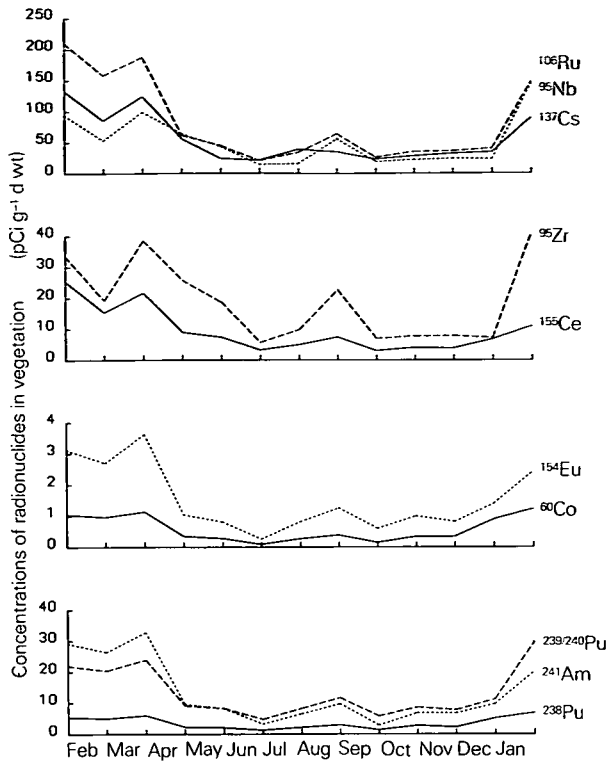 Concentrations of radionuclides in vegetation (pCi g⁻¹ d wt)
250
200
150
100
50
0
¹⁰⁶Ru
⁹⁵Nb
¹³⁷Cs
40
30
20
10
0
⁹⁵Zr
¹⁵⁵Ce
4
3
2
1
0
¹⁵⁴Eu
⁶⁰Co
40
30
20
10
0
²³⁹/²⁴⁰Pu
²⁴¹Am
²³⁸Pu
Feb Mar Apr May Jun Jul Aug Sep Oct Nov Dec Jan